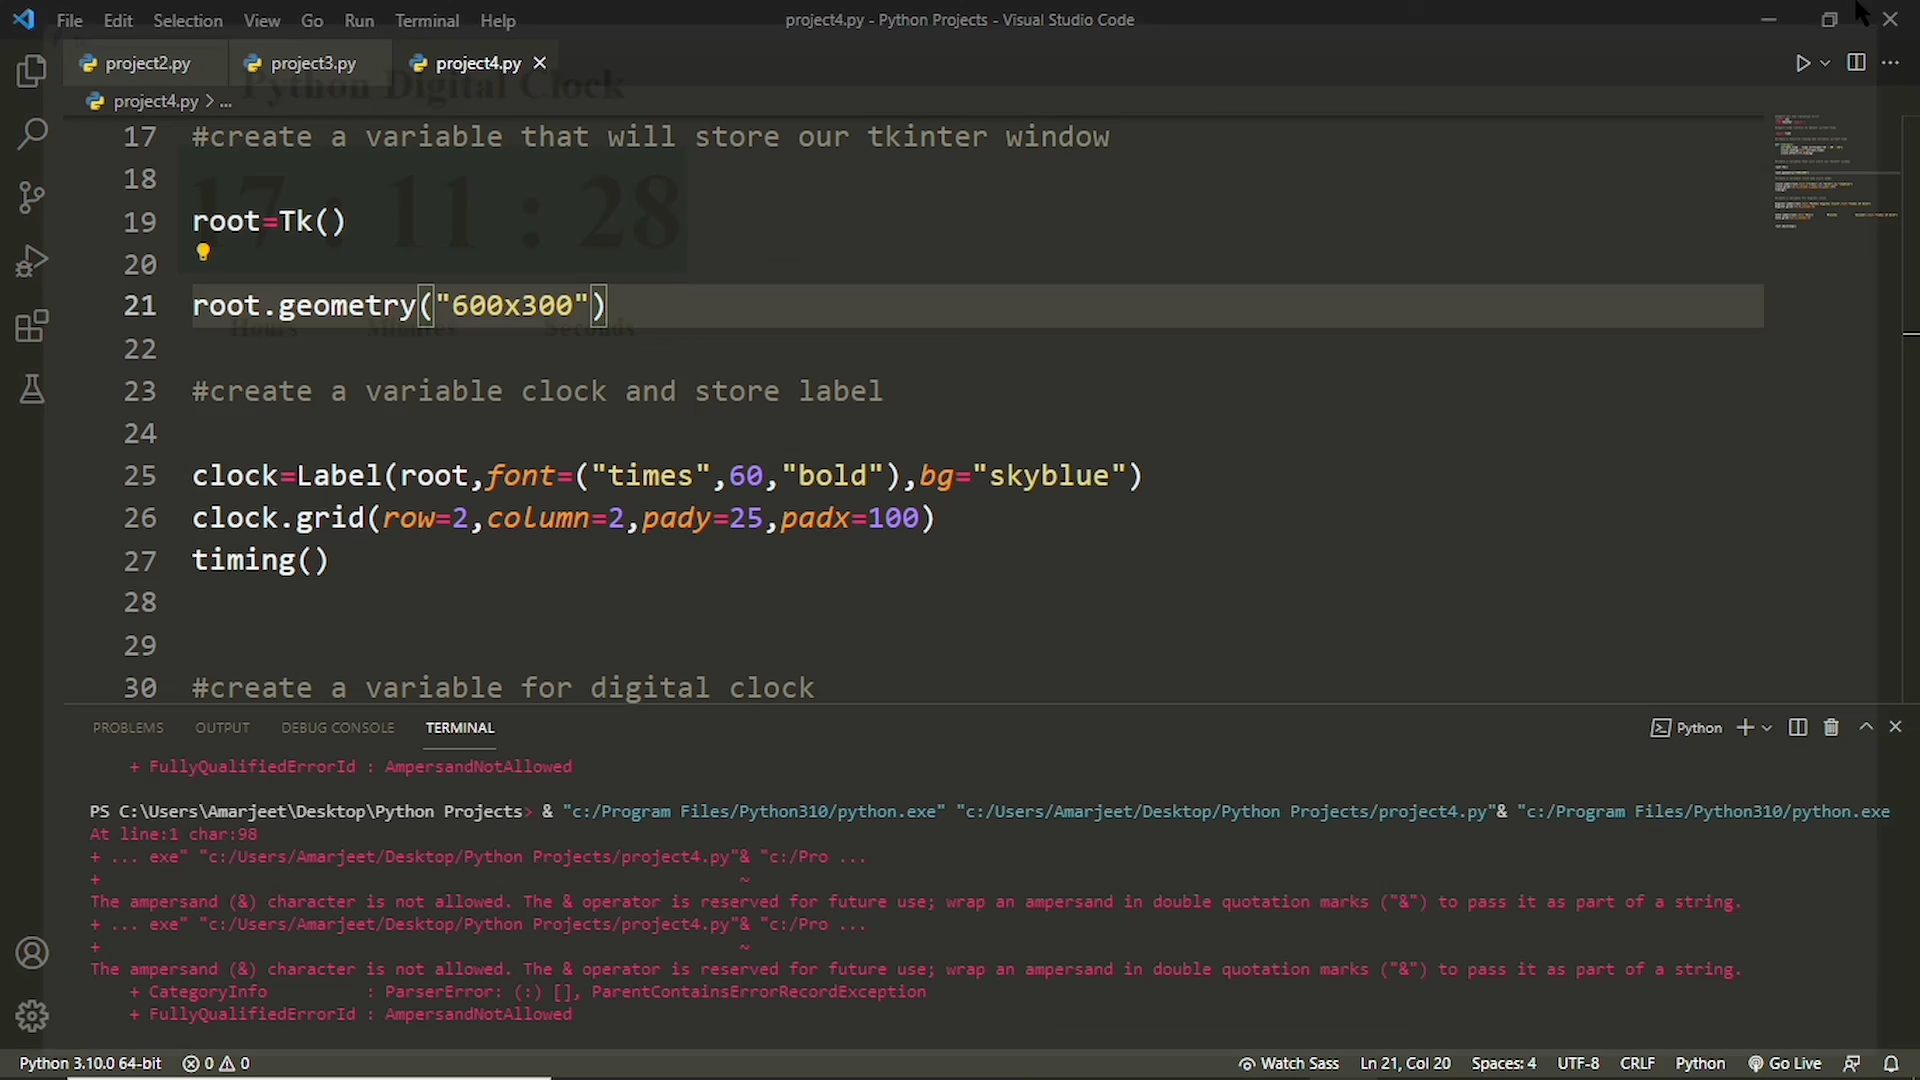 File Edit Selection View Go Run Terminal Help
project4.py - Python Projects - Visual Studio Code
project2.py project3.py project4.py
project4.py > ...
Python Digital Clock
17 #create a variable that will store our tkinter window
18
17 : 11 : 28
19 root=Tk()
20
21 root.geometry("600x300")
Hours Minutes Seconds
22
23 #create a variable clock and store label
24
25 clock=Label(root,font=("times",60,"bold"),bg="skyblue")
26 clock.grid(row=2,column=2,pady=25,padx=100)
27 timing()
28
29
30 #create a variable for digital clock
PROBLEMS OUTPUT DEBUG CONSOLE TERMINAL
Python
+ FullyQualifiedErrorId : AmpersandNotAllowed
PS C:\Users\Amarjeet\Desktop\Python Projects> & "c:/Program Files/Python310/python.exe" "c:/Users/Amarjeet/Desktop/Python Projects/project4.py"& "c:/Program Files/Python310/python.exe
At line:1 char:98
+ ... exe" "c:/Users/Amarjeet/Desktop/Python Projects/project4.py"& "c:/Pro ...
+ ~
The ampersand (&) character is not allowed. The & operator is reserved for future use; wrap an ampersand in double quotation marks ("&") to pass it as part of a string.
+ ... exe" "c:/Users/Amarjeet/Desktop/Python Projects/project4.py"& "c:/Pro ...
+ ~
The ampersand (&) character is not allowed. The & operator is reserved for future use; wrap an ampersand in double quotation marks ("&") to pass it as part of a string.
+ CategoryInfo : ParserError: (:) [], ParentContainsErrorRecordException
+ FullyQualifiedErrorId : AmpersandNotAllowed
Python 3.10.0 64-bit 0 0 Watch Sass Ln 21, Col 20 Spaces: 4 UTF-8 CRLF Python Go Live